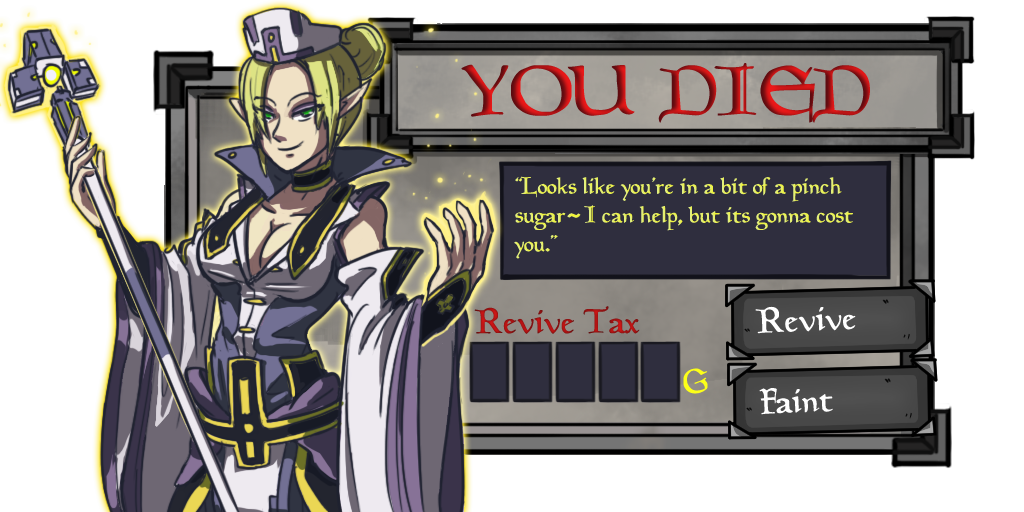 YOU DIED
"Looks like you're in a bit of a pinch
sugar~ I can help, but its gonna cost
you."
Revive Tax
G
Revive
Faint